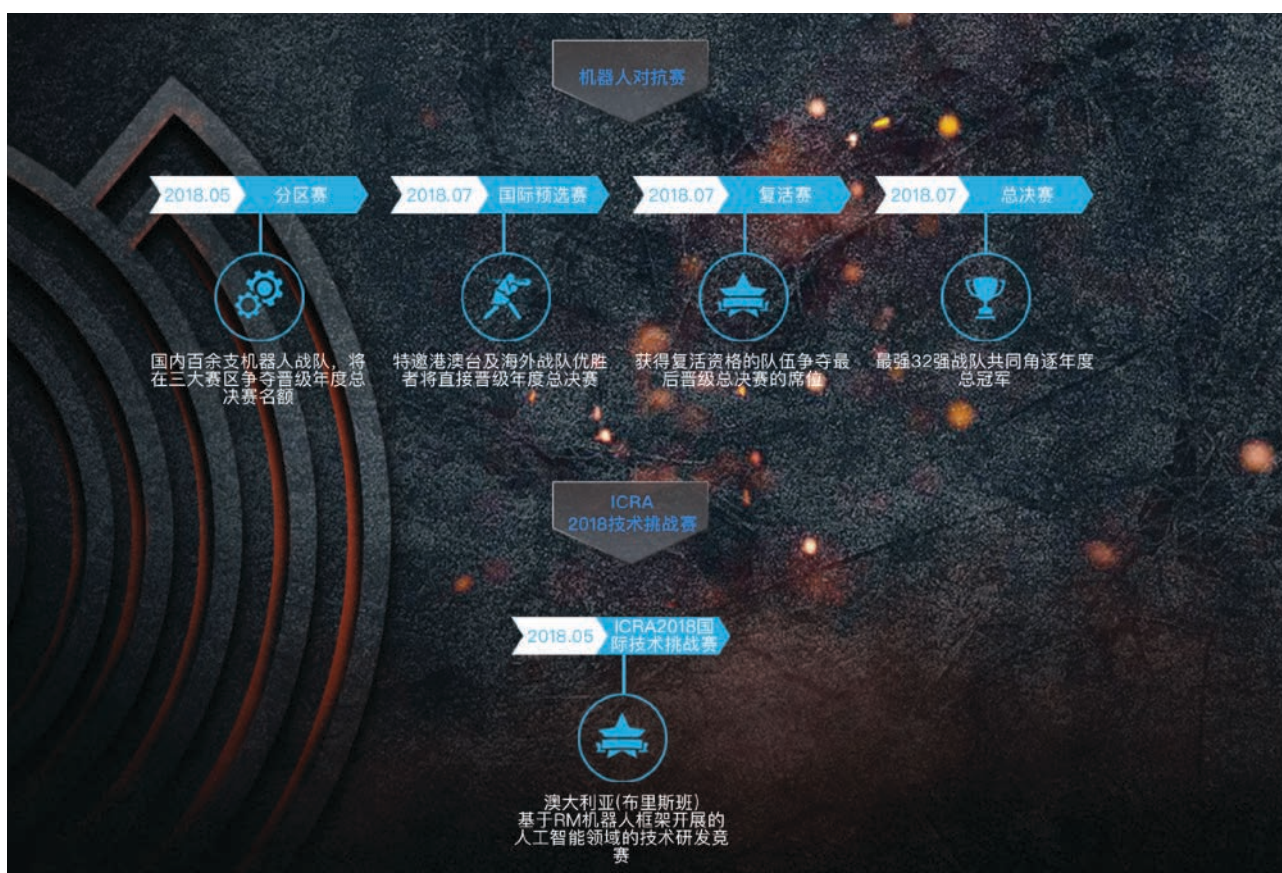 机器人对抗赛
2018.05 分区赛
2018.07 国际预选赛
2018.07 复活赛
2018.07 总决赛
国内百余支机器人战队，将
在三大赛区争夺晋级年度总
决赛名额
特邀港澳台及海外战队优胜
者将直接晋级年度总决赛
获得复活资格的队伍争夺最
后晋级总决赛的席位
最强32强战队共同角逐年度
总冠军
ICRA
2018技术挑战赛
2018.05
ICRA2018国
际技术挑战赛
澳大利亚(布里斯班)
基于RM机器人框架开展的
人工智能领域的技术研发竞
赛